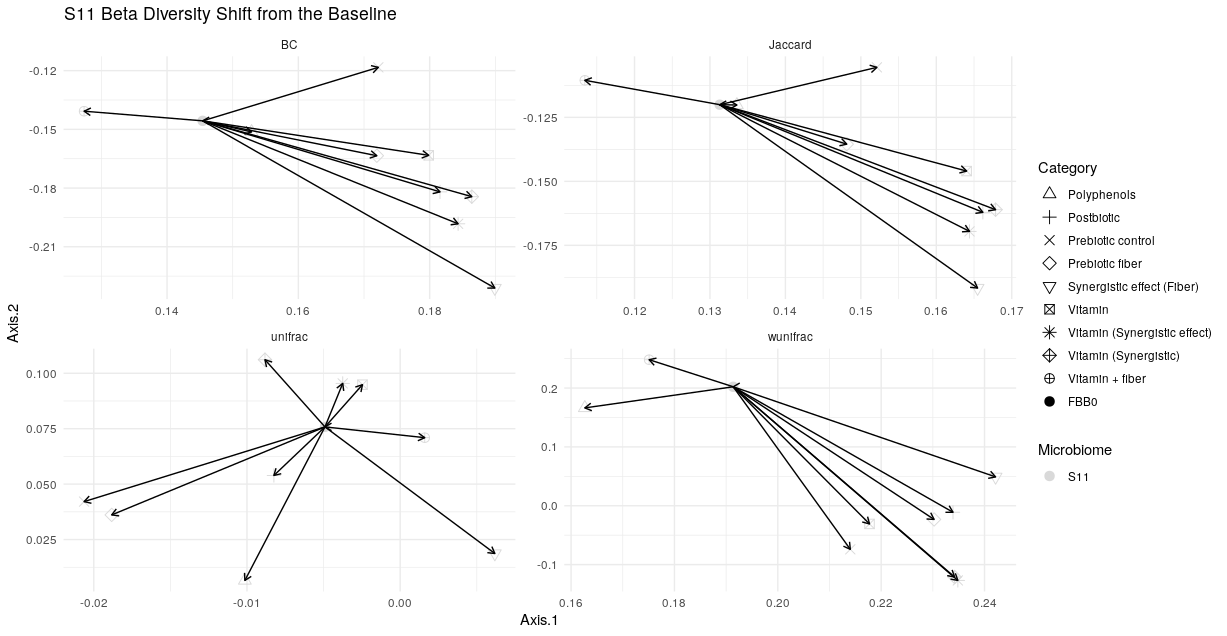 S11 Beta Diversity Shift from the Baseline
BC
-0.12
-0.15
-0.18
-0.21
0.14
0.16
0.18
Jaccard
-0.125
-0.150
-0.175
0.12
0.13
0.14
0.15
0.16
0.17
unifrac
0.100
0.075
0.050
0.025
-0.02
-0.01
0.00
wunifrac
0.2
0.1
0.0
-0.1
0.16
0.18
0.20
0.22
0.24
Axis.2
Axis.1
Category
Polyphenols
Postbiotic
Prebiotic control
Prebiotic fiber
Synergistic effect (Fiber)
Vitamin
Vitamin (Synergistic effect)
Vitamin (Synergistic)
Vitamin + fiber
FBB0
Microbiome
S11